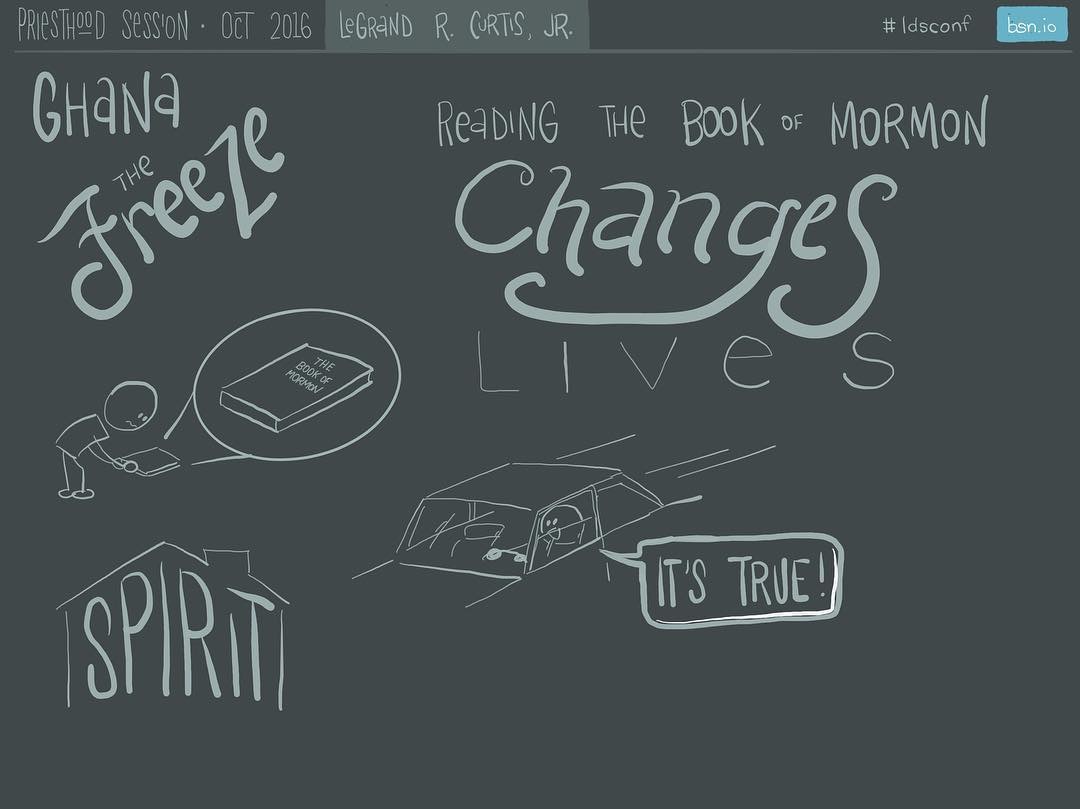 PRIESTHOOD SESSION · OCT 2016
LEGRAND R. CURTIS, JR.
#ldsconf
bsn.io
GHANA
THE
FREEZE
READING THE BOOK OF MORMON
Changes
LIVES
THE
BOOK OF
MORMON
IT'S TRUE!
SPIRIT